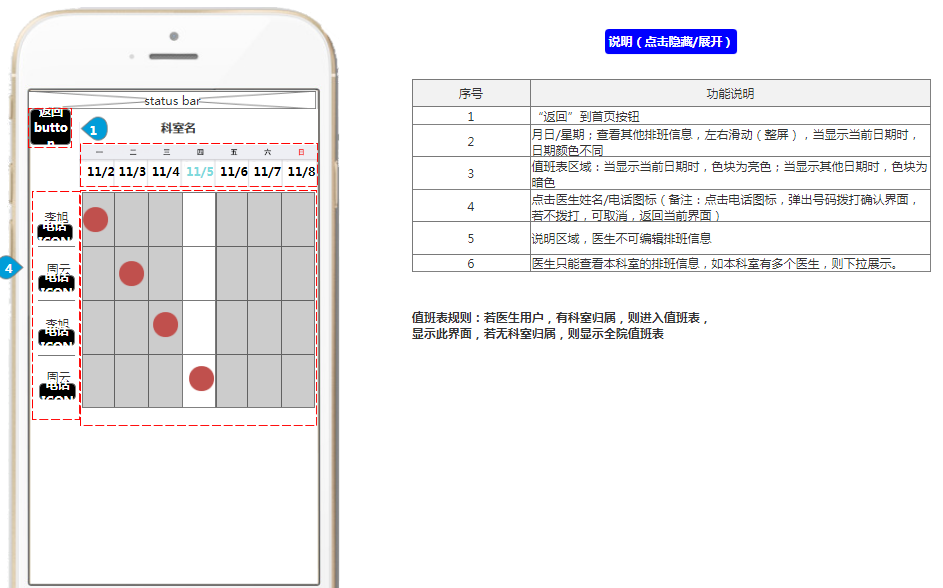 说明（点击隐藏/展开）
status bar
返回
butto
n
1
科室名
一 二 三 四 五 六 日
11/2 11/3 11/4 11/5 11/6 11/7 11/8
李旭
电话
ICON
4
周云
电话
ICON
李旭
电话
ICON
周云
电话
ICON
序号 功能说明
1 “返回”到首页按钮
2 月日/星期；查看其他排班信息，左右滑动（整屏），当显示当前日期时，
日期颜色不同
3 值班表区域：当显示当前日期时，色块为亮色；当显示其他日期时，色块为
暗色
4 点击医生姓名/电话图标（备注：点击电话图标，弹出号码拨打确认界面，
若不拨打，可取消，返回当前界面）
5 说明区域，医生不可编辑排班信息
6 医生只能查看本科室的排班信息，如本科室有多个医生，则下拉展示。
值班表规则：若医生用户，有科室归属，则进入值班表，
显示此界面，若无科室归属，则显示全院值班表